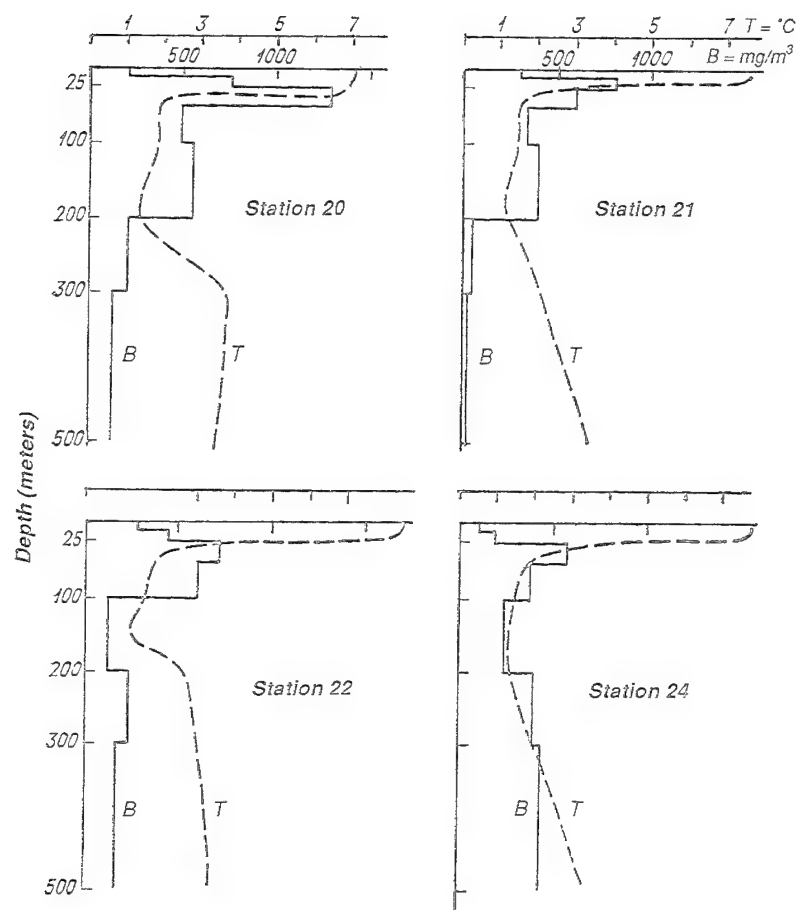 1 3 5 7 1 3 5 7 T = °C
500 1000 500 1000 B = mg/m³
25
100
200
Station 20 Station 21
300
B T B T
500
Depth (meters)
25
100
200
Station 22 Station 24
300
B T B T
500